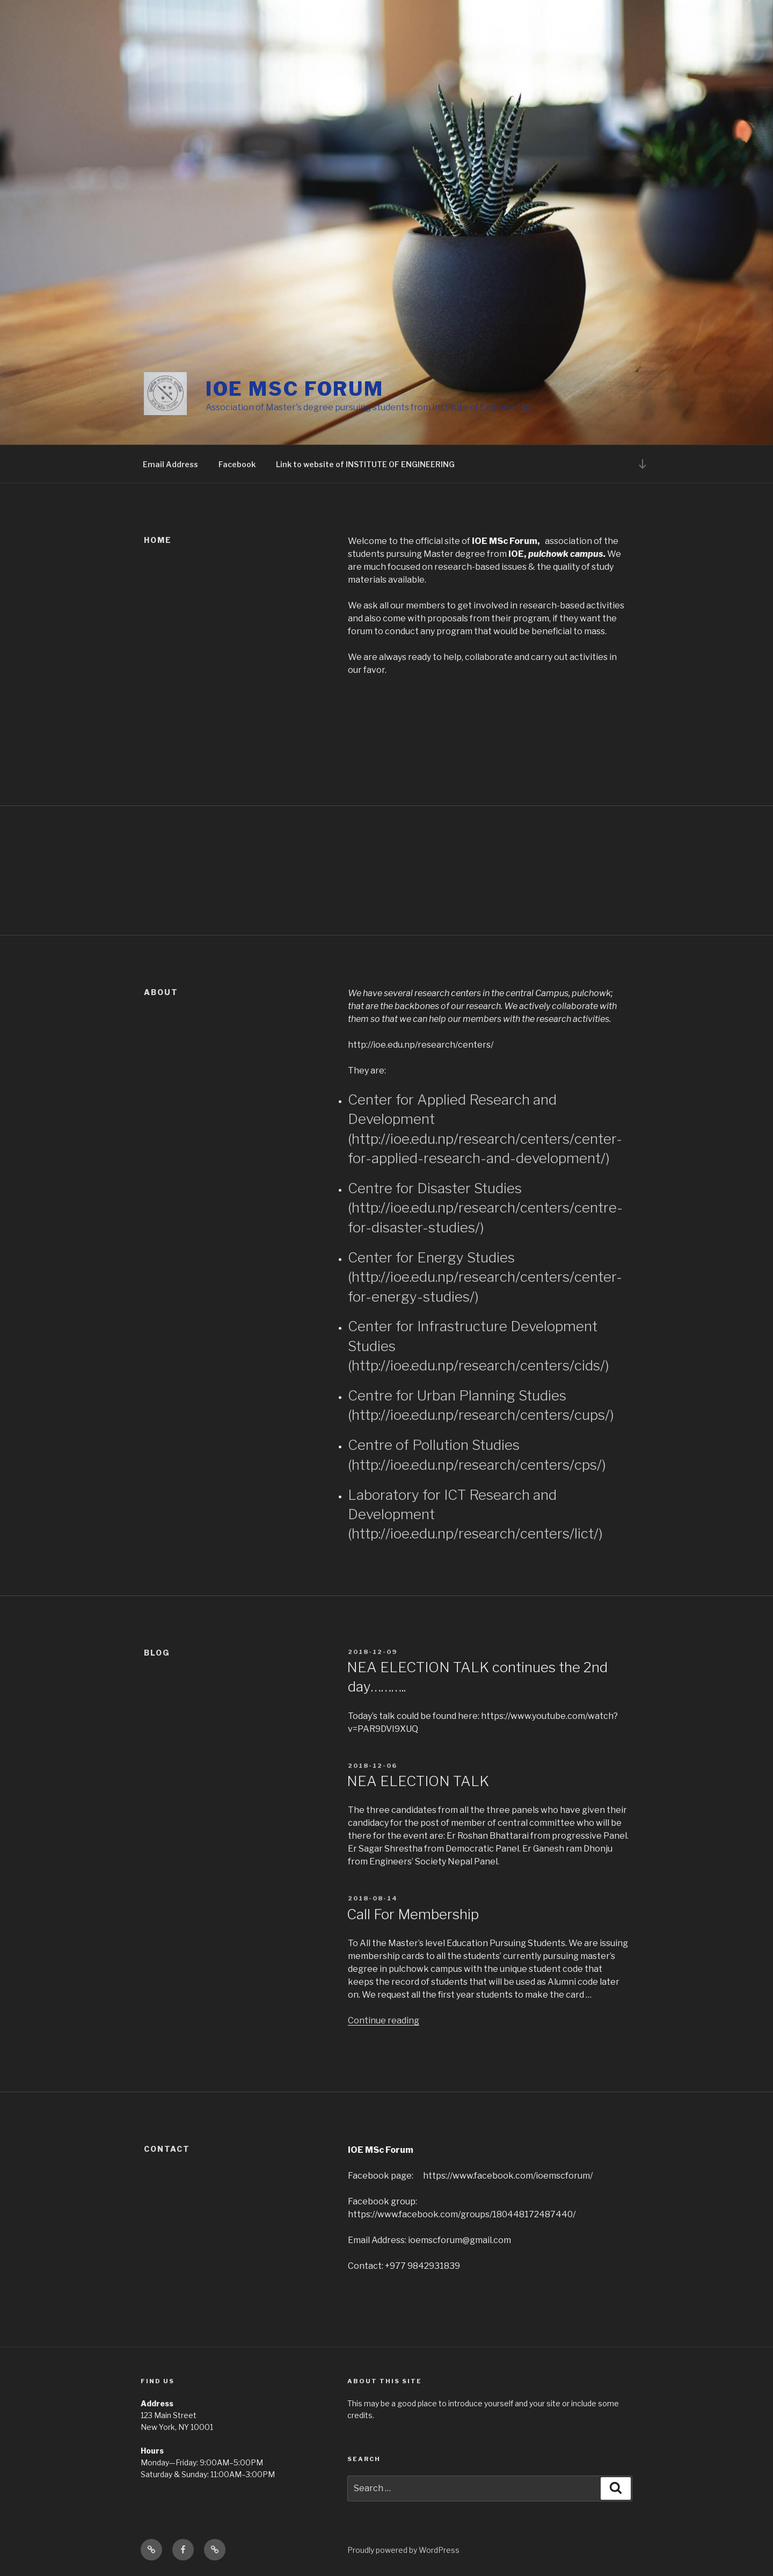 IOE MSC FORUM
Association of Master's degree pursuing students from Institute of Engineering
Email Address
Facebook
Link to website of INSTITUTE OF ENGINEERING
HOME
Welcome to the official site of IOE MSc Forum, association of the
students pursuing Master degree from IOE, pulchowk campus. We
are much focused on research-based issues & the quality of study
materials available.
We ask all our members to get involved in research-based activities
and also come with proposals from their program, if they want the
forum to conduct any program that would be beneficial to mass.
We are always ready to help, collaborate and carry out activities in
our favor.
ABOUT
We have several research centers in the central Campus, pulchowk;
that are the backbones of our research. We actively collaborate with
them so that we can help our members with the research activities.
http://ioe.edu.np/research/centers/
They are:
Center for Applied Research and
Development
(http://ioe.edu.np/research/centers/center-
for-applied-research-and-development/)
Centre for Disaster Studies
(http://ioe.edu.np/research/centers/centre-
for-disaster-studies/)
Center for Energy Studies
(http://ioe.edu.np/research/centers/center-
for-energy-studies/)
Center for Infrastructure Development
Studies
(http://ioe.edu.np/research/centers/cids/)
Centre for Urban Planning Studies
(http://ioe.edu.np/research/centers/cups/)
Centre of Pollution Studies
(http://ioe.edu.np/research/centers/cps/)
Laboratory for ICT Research and
Development
(http://ioe.edu.np/research/centers/lict/)
BLOG
2018-12-09
NEA ELECTION TALK continues the 2nd
day………..
Today's talk could be found here: https://www.youtube.com/watch?
v=PAR9DVI9XUQ
2018-12-06
NEA ELECTION TALK
The three candidates from all the three panels who have given their
candidacy for the post of member of central committee who will be
there for the event are: Er Roshan Bhattarai from progressive Panel.
Er Sagar Shrestha from Democratic Panel. Er Ganesh ram Dhonju
from Engineers' Society Nepal Panel.
2018-08-14
Call For Membership
To All the Master's level Education Pursuing Students. We are issuing
membership cards to all the students' currently pursuing master's
degree in pulchowk campus with the unique student code that
keeps the record of students that will be used as Alumni code later
on. We request all the first year students to make the card …
Continue reading
CONTACT
IOE MSc Forum
Facebook page: https://www.facebook.com/ioemscforum/
Facebook group:
https://www.facebook.com/groups/180448172487440/
Email Address: ioemscforum@gmail.com
Contact: +977 9842931839
FIND US
Address
123 Main Street
New York, NY 10001
Hours
Monday—Friday: 9:00AM–5:00PM
Saturday & Sunday: 11:00AM–3:00PM
ABOUT THIS SITE
This may be a good place to introduce yourself and your site or include some
credits.
SEARCH
Search …
Proudly powered by WordPress